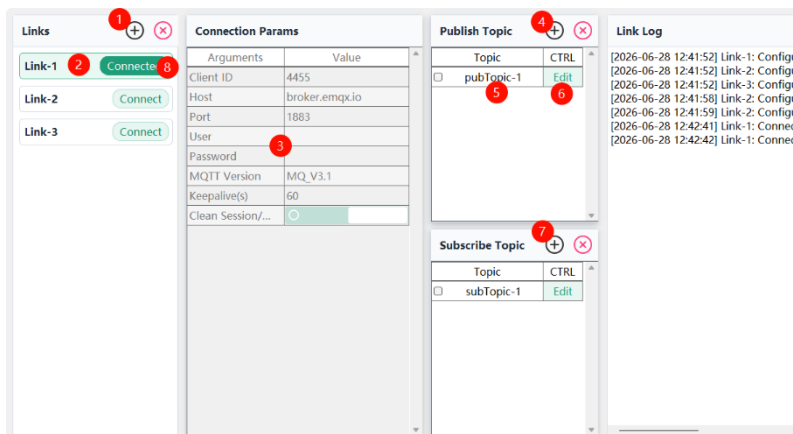 Links
1
Link-1
2
Connected
8
Link-2
Connect
Link-3
Connect
Connection Params
Arguments Value
Client ID 4455
Host broker.emqx.io
Port 1883
User
Password
3
MQTT Version MQ_V3.1
Keepalive(s) 60
Clean Session/...
Publish Topic
4
Topic CTRL
pubTopic-1 Edit
5 6
Subscribe Topic
7
Topic CTRL
subTopic-1 Edit
Link Log
[2026-06-28 12:41:52] Link-1: Configu
[2026-06-28 12:41:52] Link-2: Configu
[2026-06-28 12:41:52] Link-3: Configu
[2026-06-28 12:41:58] Link-2: Configu
[2026-06-28 12:41:59] Link-2: Configu
[2026-06-28 12:42:41] Link-1: Connec
[2026-06-28 12:42:42] Link-1: Connec